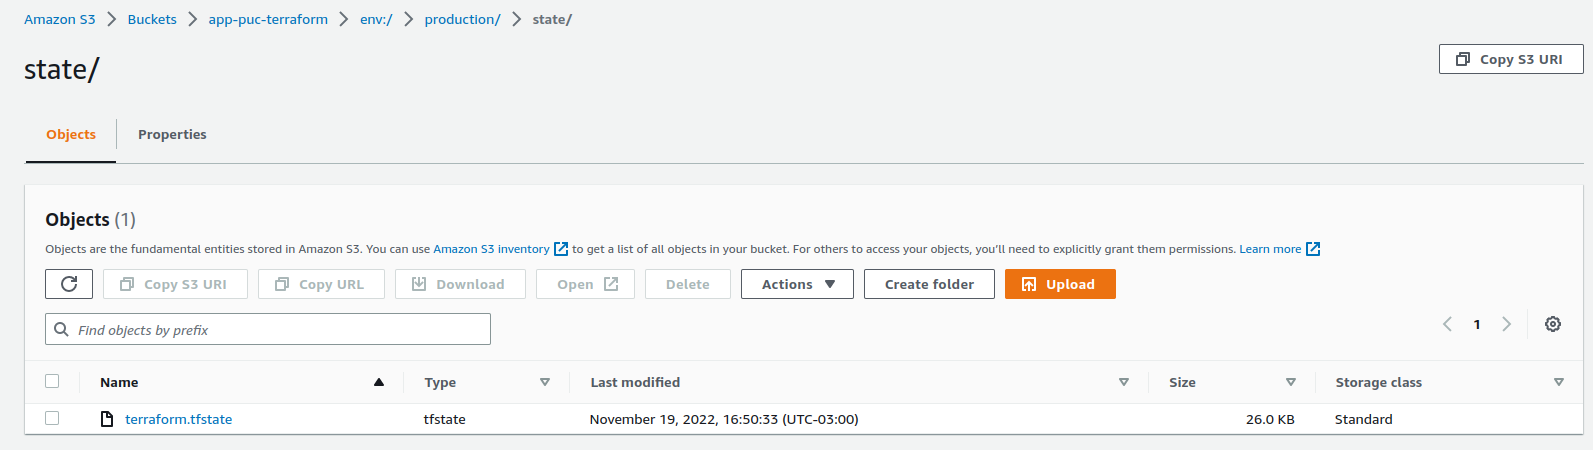 Amazon S3 > Buckets > app-puc-terraform > env:/ > production/ > state/
state/
Copy S3 URI
Objects Properties
Objects (1)
Objects are the fundamental entities stored in Amazon S3. You can use Amazon S3 inventory to get a list of all objects in your bucket. For others to access your objects, you'll need to explicitly grant them permissions. Learn more
Copy S3 URI Copy URL Download Open Delete Actions Create folder Upload
Find objects by prefix
1
Name Type Last modified Size Storage class
terraform.tfstate tfstate November 19, 2022, 16:50:33 (UTC-03:00) 26.0 KB Standard